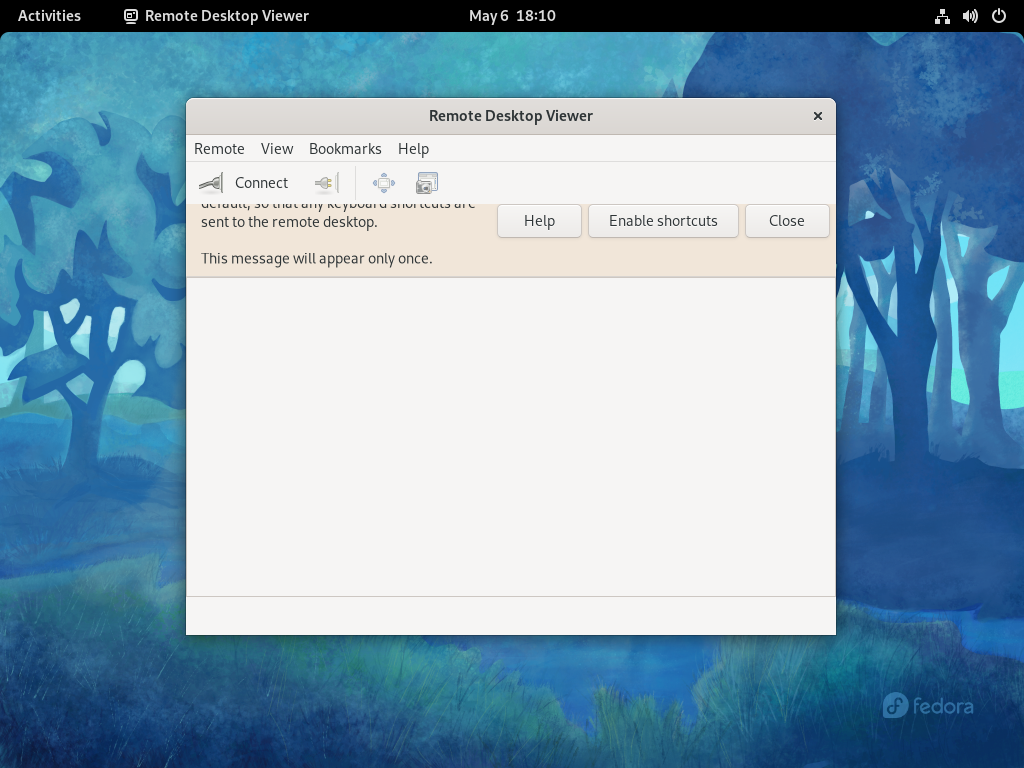 Activities Remote Desktop Viewer May 6 18:10
Remote Desktop Viewer
Remote View Bookmarks Help
Connect
default, so that any keyboard shortcuts are
sent to the remote desktop.
Help Enable shortcuts Close
This message will appear only once.
fedora